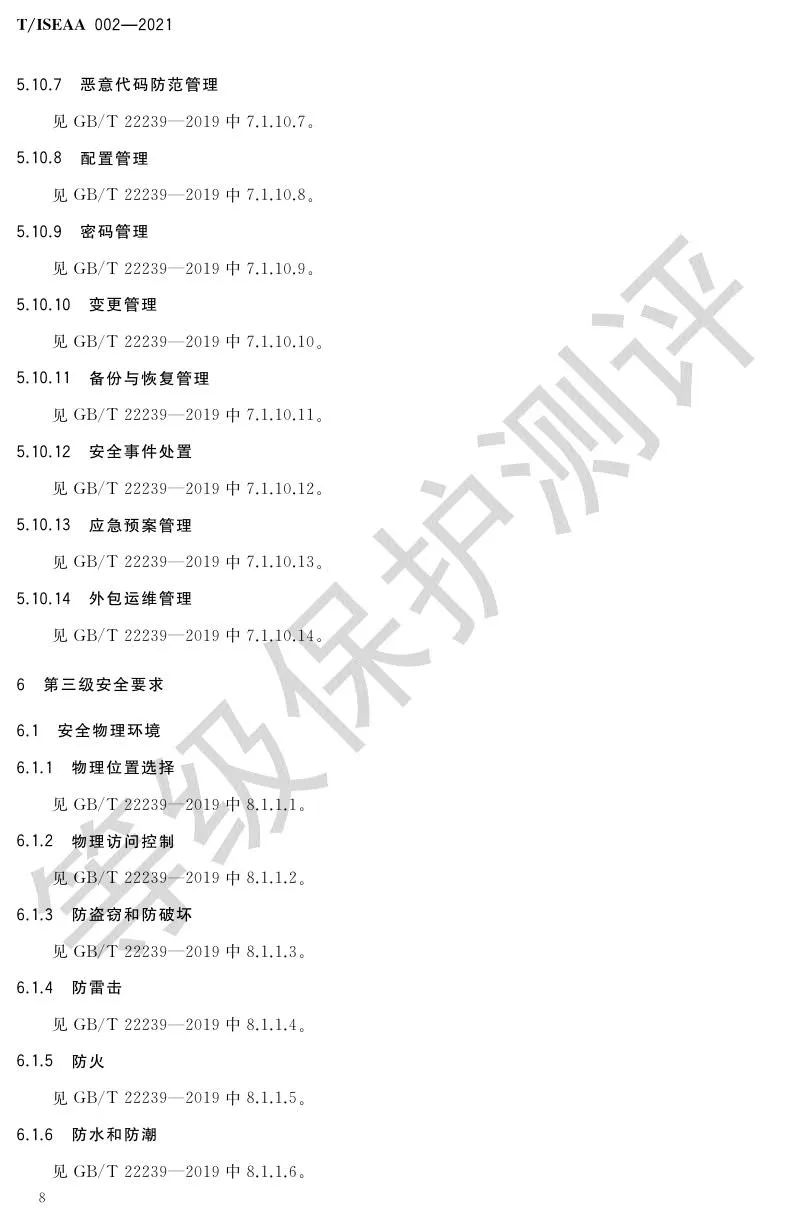 T/ISEAA 002—2021
5.10.7 恶意代码防范管理
见 GB/T 22239—2019 中 7.1.10.7。
5.10.8 配置管理
见 GB/T 22239—2019 中 7.1.10.8。
5.10.9 密码管理
见 GB/T 22239—2019 中 7.1.10.9。
5.10.10 变更管理
见 GB/T 22239—2019 中 7.1.10.10。
5.10.11 备份与恢复管理
见 GB/T 22239—2019 中 7.1.10.11。
5.10.12 安全事件处置
见 GB/T 22239—2019 中 7.1.10.12。
5.10.13 应急预案管理
见 GB/T 22239—2019 中 7.1.10.13。
5.10.14 外包运维管理
见 GB/T 22239—2019 中 7.1.10.14。
6 第三级安全要求
6.1 安全物理环境
6.1.1 物理位置选择
见 GB/T 22239—2019 中 8.1.1.1。
6.1.2 物理访问控制
见 GB/T 22239—2019 中 8.1.1.2。
6.1.3 防盗窃和防破坏
见 GB/T 22239—2019 中 8.1.1.3。
6.1.4 防雷击
见 GB/T 22239—2019 中 8.1.1.4。
6.1.5 防火
见 GB/T 22239—2019 中 8.1.1.5。
6.1.6 防水和防潮
见 GB/T 22239—2019 中 8.1.1.6。
8
等级保护测评